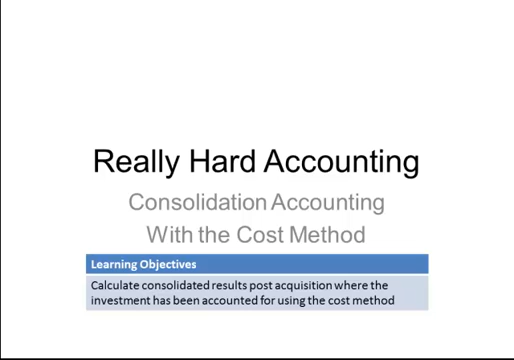 Really Hard Accounting
Consolidation Accounting
With the Cost Method
Learning Objectives
Calculate consolidated results post acquisition where the
investment has been accounted for using the cost method